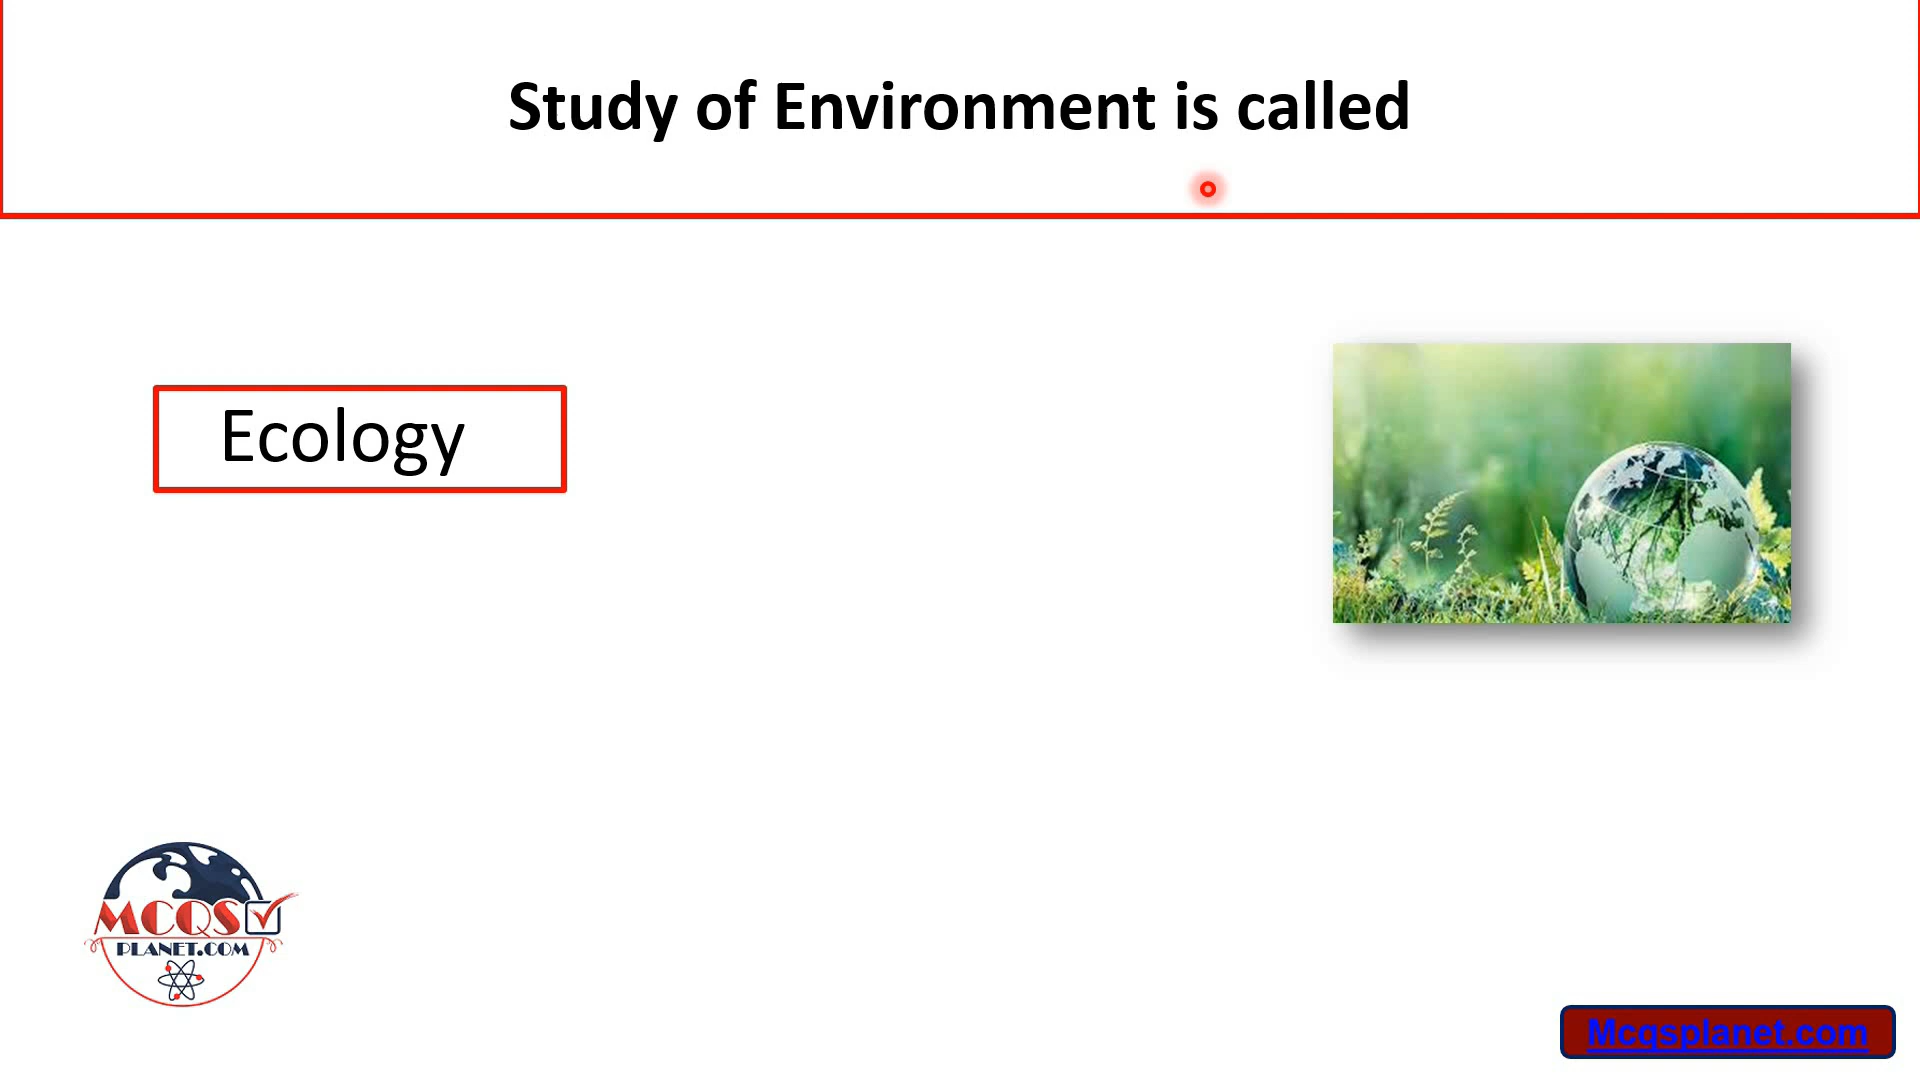 Study of Environment is called
Ecology
MCQS
PLANET.COM
Mcqsplanet.com